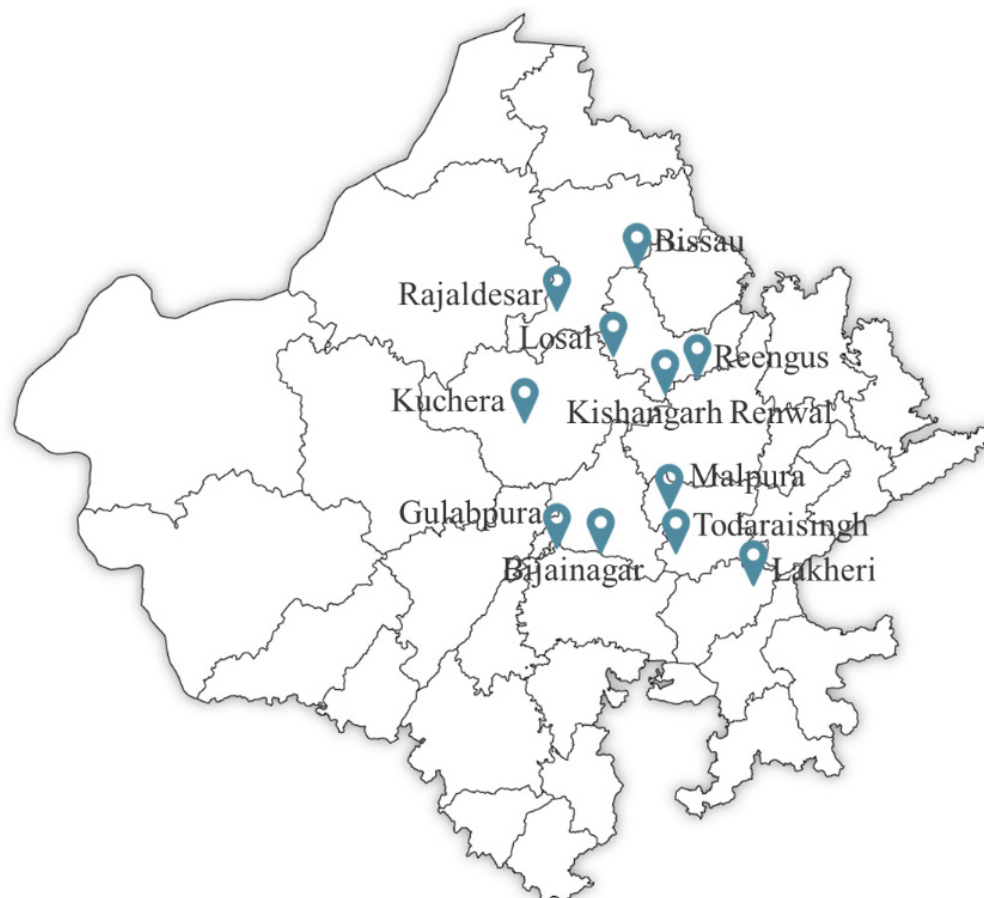 Bissau
Rajaldesar
Losal
Reengus
Kuchera
Kishangarh Renwal
Malpura
Gulabpura
Todaraisingh
Bijainagar
Lakheri